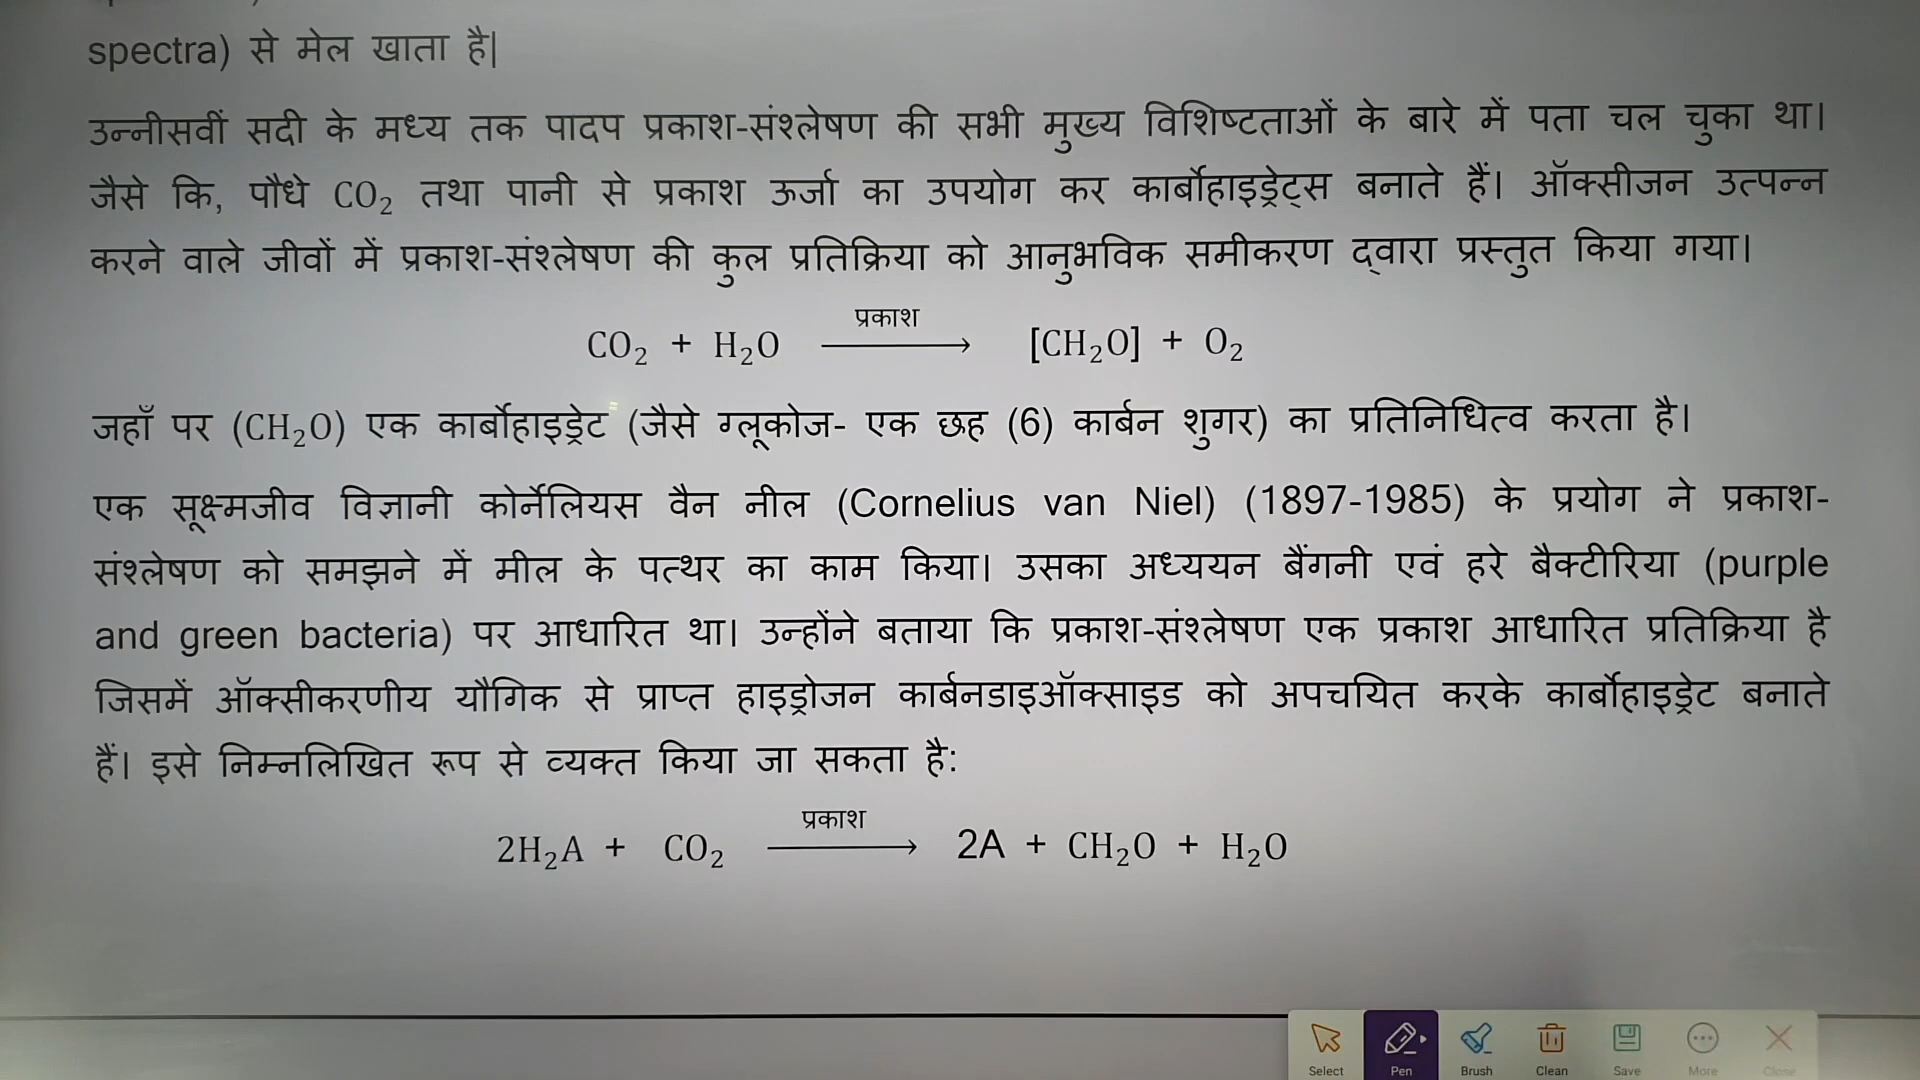 spectra) से मेल खाता है|
उन्नीसवीं सदी के मध्य तक पादप प्रकाश-संश्लेषण की सभी मुख्य विशिष्टताओं के बारे में पता चल चुका था।
जैसे कि, पौधे CO₂ तथा पानी से प्रकाश ऊर्जा का उपयोग कर कार्बोहाइड्रेट्स बनाते हैं। ऑक्सीजन उत्पन्न
करने वाले जीवों में प्रकाश-संश्लेषण की कुल प्रतिक्रिया को आनुभविक समीकरण द्वारा प्रस्तुत किया गया।
प्रकाश
CO₂ + H₂O ⟶ [CH₂O] + O₂
जहाँ पर (CH₂O) एक कार्बोहाइड्रेट (जैसे ग्लूकोज- एक छह (6) कार्बन शुगर) का प्रतिनिधित्व करता है।
एक सूक्ष्मजीव विज्ञानी कोर्नेलियस वैन नील (Cornelius van Niel) (1897-1985) के प्रयोग ने प्रकाश-
संश्लेषण को समझने में मील के पत्थर का काम किया। उसका अध्ययन बैंगनी एवं हरे बैक्टीरिया (purple
and green bacteria) पर आधारित था। उन्होंने बताया कि प्रकाश-संश्लेषण एक प्रकाश आधारित प्रतिक्रिया है
जिसमें ऑक्सीकरणीय यौगिक से प्राप्त हाइड्रोजन कार्बनडाइऑक्साइड को अपचयित करके कार्बोहाइड्रेट बनाते
हैं। इसे निम्नलिखित रूप से व्यक्त किया जा सकता है:
प्रकाश
2H₂A + CO₂ ⟶ 2A + CH₂O + H₂O
Select Pen Brush Clean Save More Close